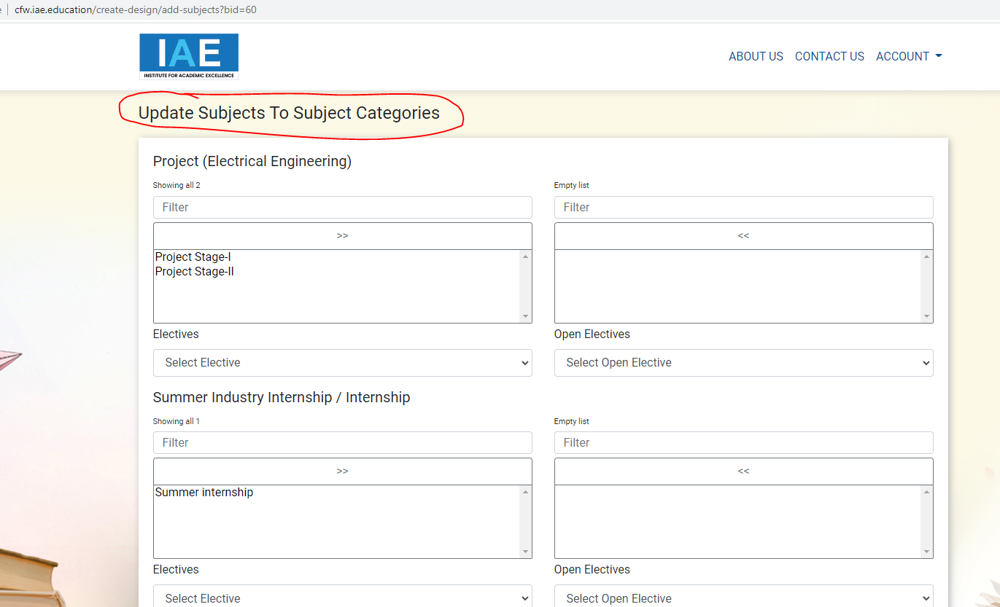 cfw.iae.education/create-design/add-subjects?bid=60
IAE
INSTITUTE FOR ACADEMIC EXCELLENCE
ABOUT US CONTACT US ACCOUNT
Update Subjects To Subject Categories
Project (Electrical Engineering)
Showing all 2 Empty list
Filter Filter
>> <<
Project Stage-I
Project Stage-II
Electives Open Electives
Select Elective Select Open Elective
Summer Industry Internship / Internship
Showing all 1 Empty list
Filter Filter
>> <<
Summer internship
Electives Open Electives
Select Elective Select Open Elective